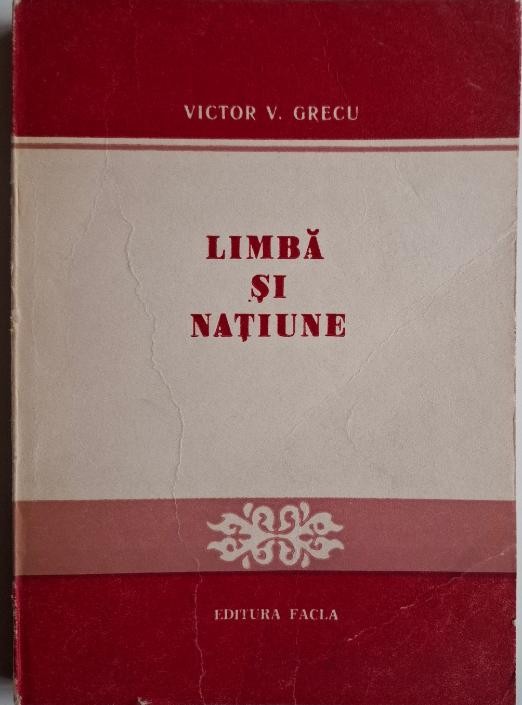 VICTOR V. GRECU
LIMBĂ
ŞI
NAŢIUNE
EDITURA FACLA